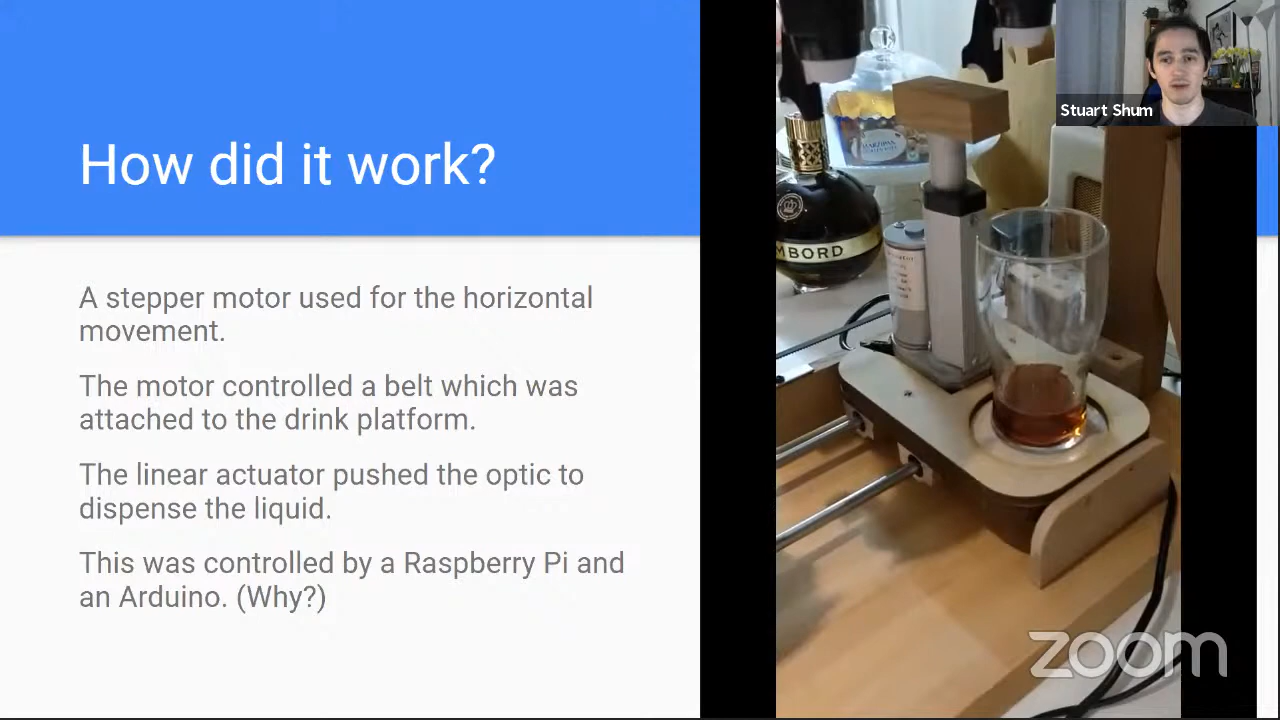 How did it work?
A stepper motor used for the horizontal
movement.
The motor controlled a belt which was
attached to the drink platform.
The linear actuator pushed the optic to
dispense the liquid.
This was controlled by a Raspberry Pi and
an Arduino. (Why?)
Stuart Shum
MARZIPAN
MBORD
zoom